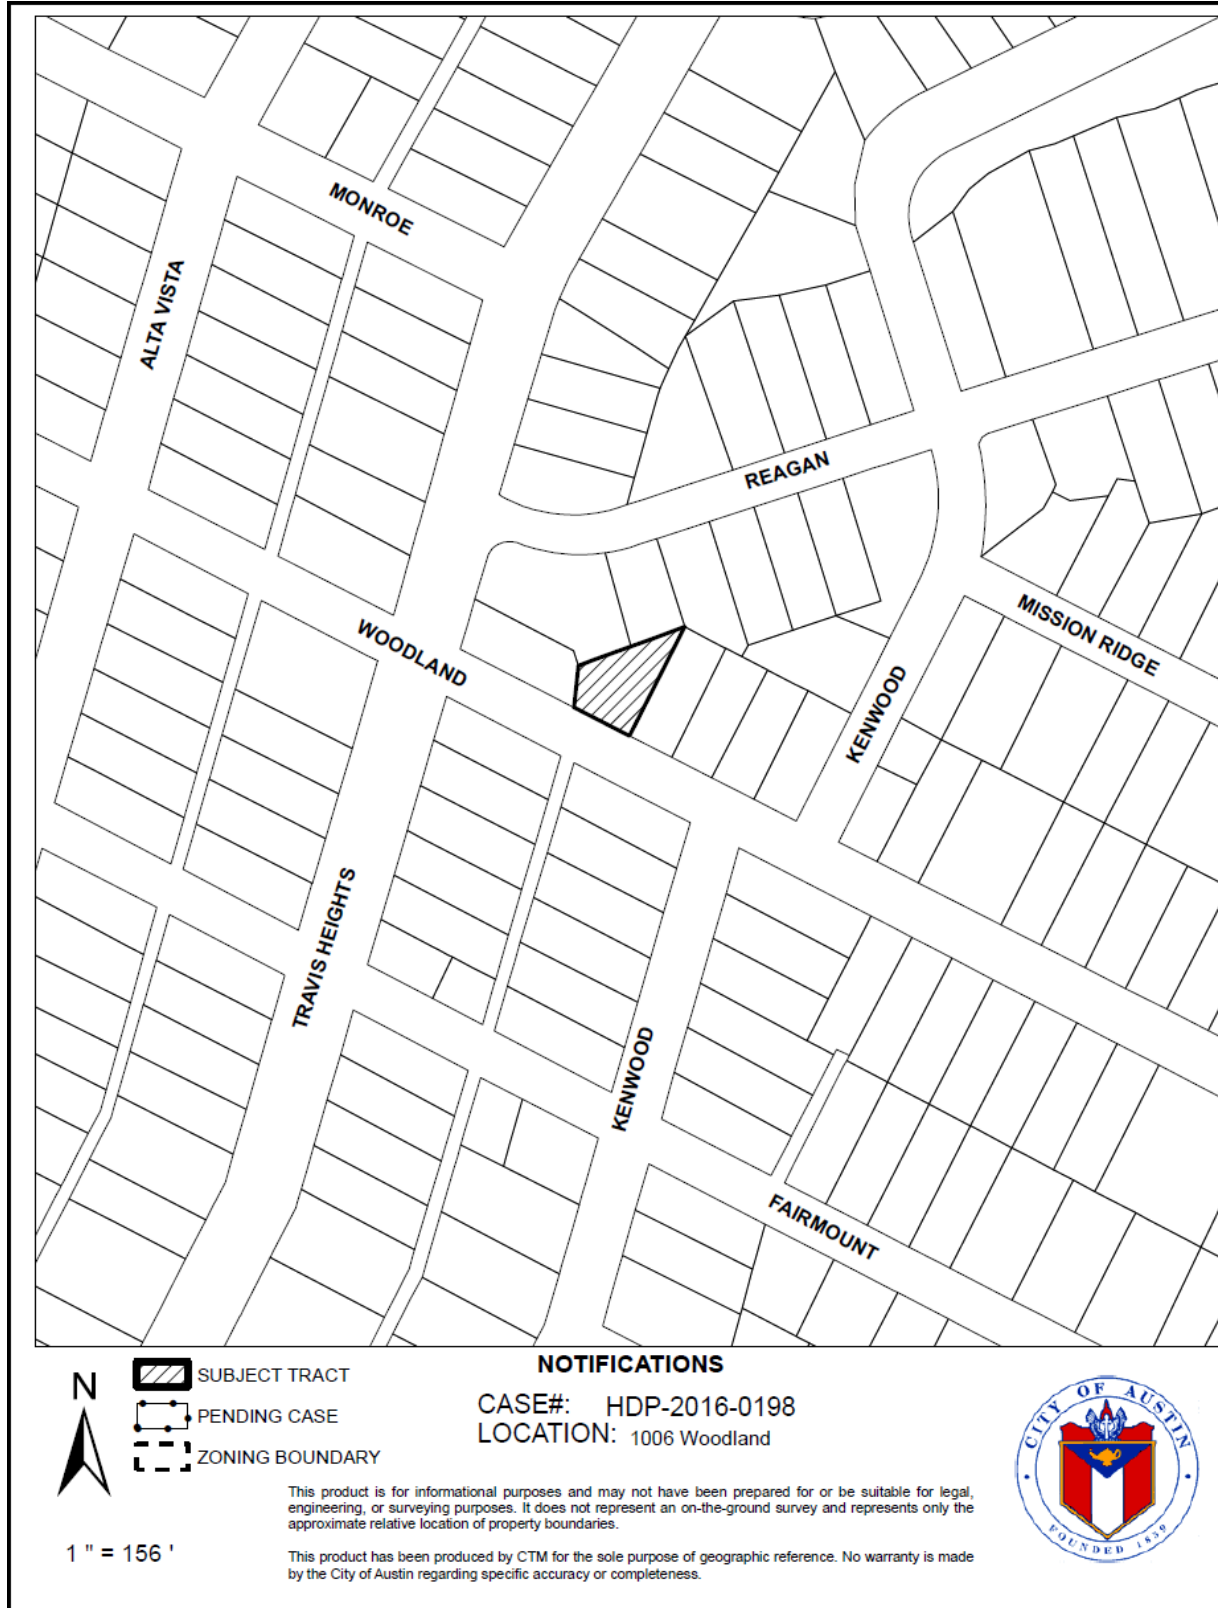 MONROE
ALTA VISTA
REAGAN
WOODLAND
MISSION RIDGE
KENWOOD
TRAVIS HEIGHTS
KENWOOD
FAIRMOUNT
NOTIFICATIONS
N
SUBJECT TRACT
PENDING CASE
ZONING BOUNDARY
CASE#: HDP-2016-0198
LOCATION: 1006 Woodland
This product is for informational purposes and may not have been prepared for or be suitable for legal,
engineering, or surveying purposes. It does not represent an on-the-ground survey and represents only the
approximate relative location of property boundaries.
1 " = 156 '
This product has been produced by CTM for the sole purpose of geographic reference. No warranty is made
by the City of Austin regarding specific accuracy or completeness.
CITY OF AUSTIN
FOUNDED 1839